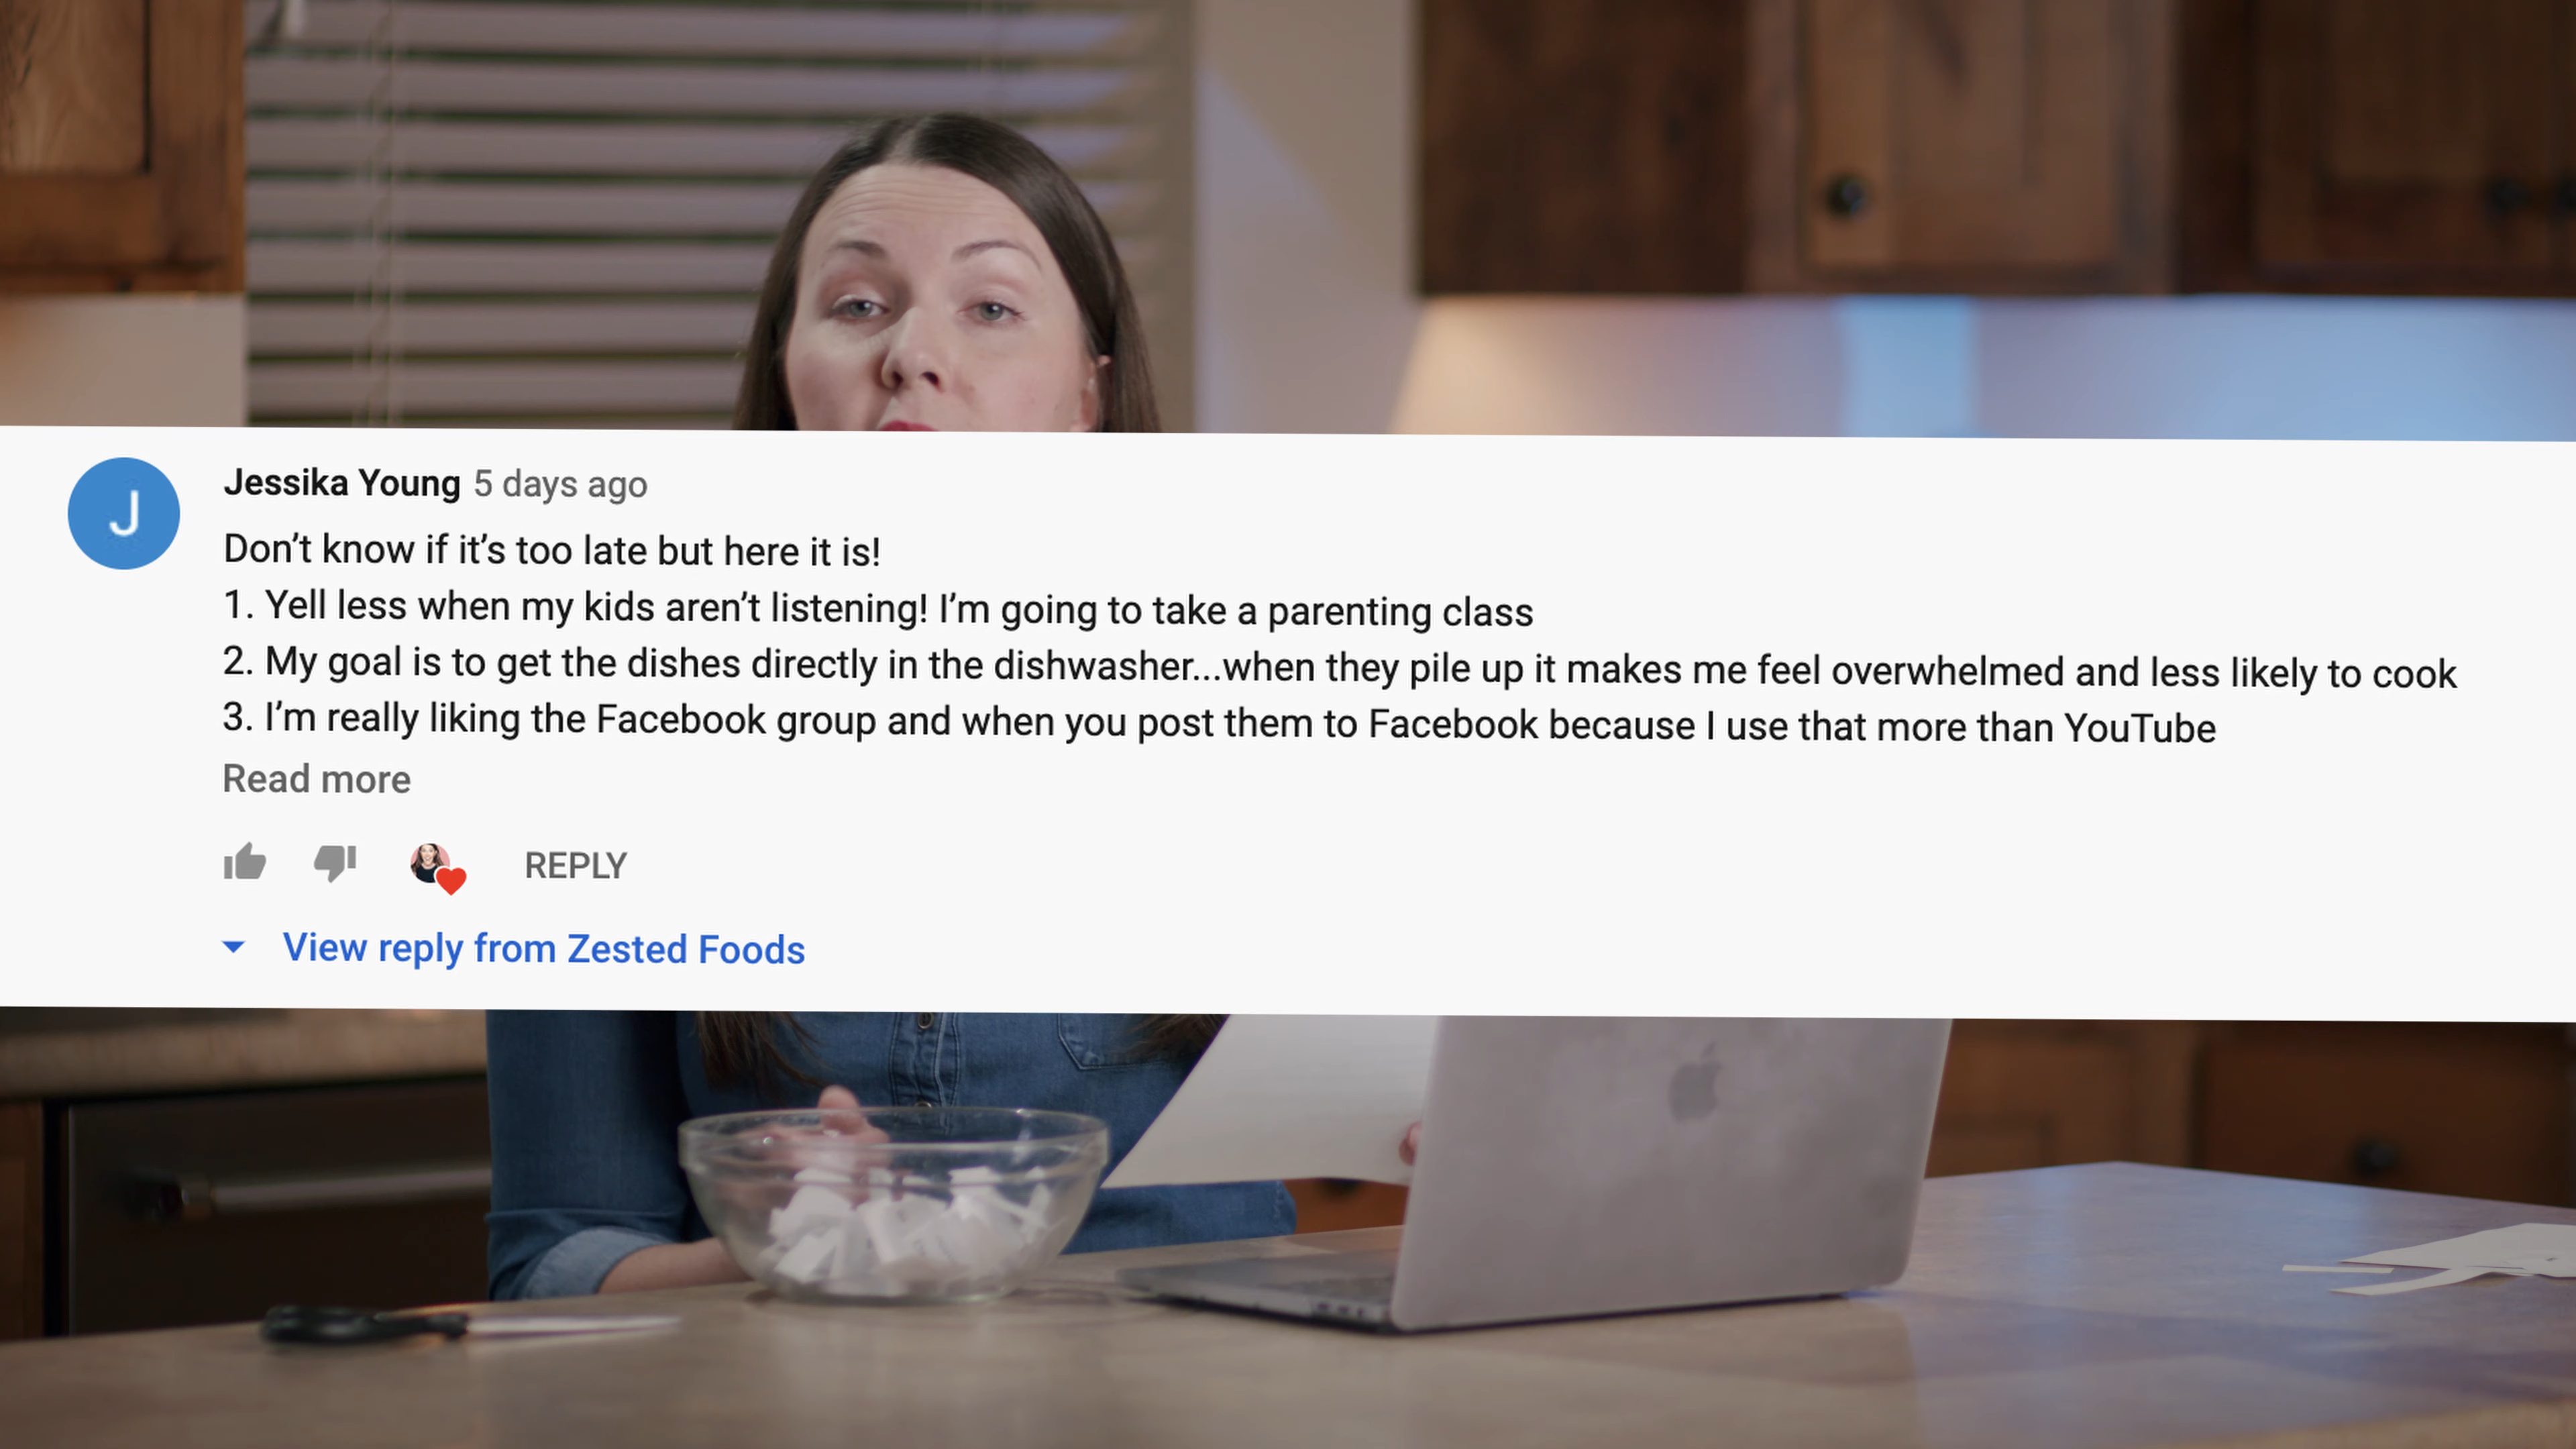 J
Jessika Young 5 days ago
Don’t know if it’s too late but here it is!
1. Yell less when my kids aren’t listening! I’m going to take a parenting class
2. My goal is to get the dishes directly in the dishwasher...when they pile up it makes me feel overwhelmed and less likely to cook
3. I’m really liking the Facebook group and when you post them to Facebook because I use that more than YouTube
Read more
REPLY
View reply from Zested Foods